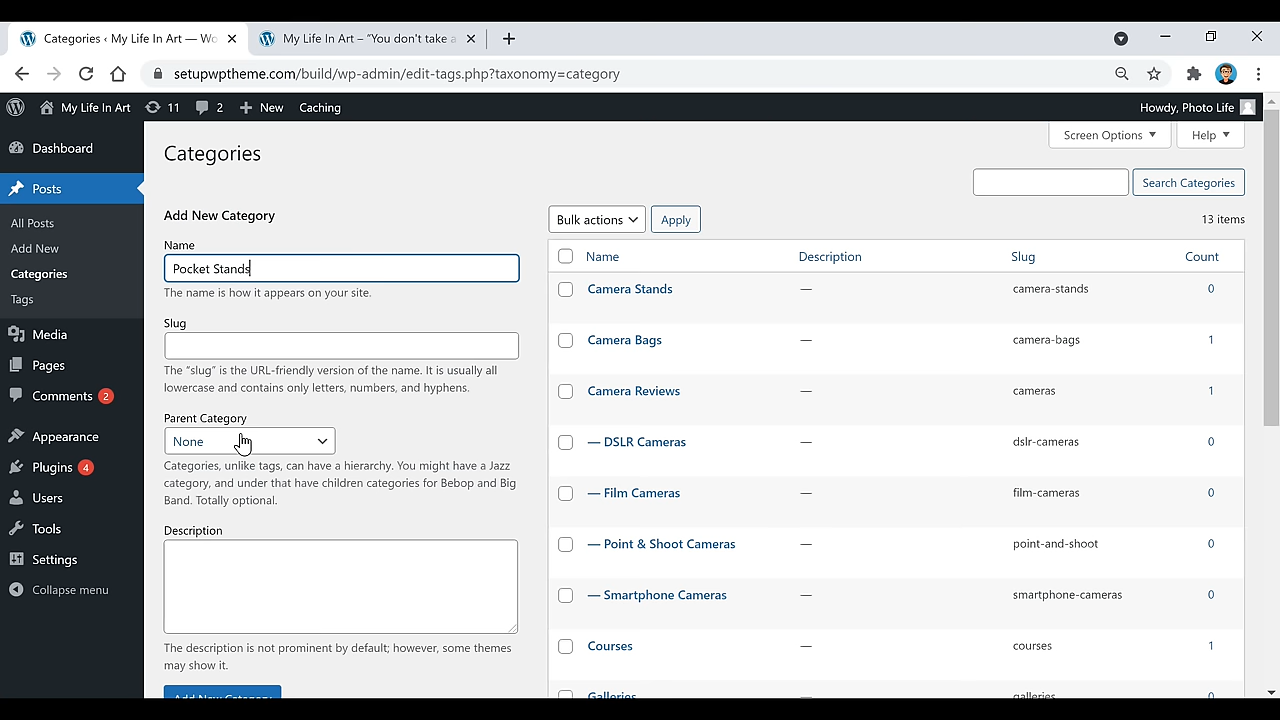 Categories ‹ My Life In Art — Wo
My Life In Art – “You don't take a
setupwptheme.com/build/wp-admin/edit-tags.php?taxonomy=category
My Life In Art 11 2 New Caching Howdy, Photo Life
Dashboard
Posts
All Posts
Add New
Categories
Tags
Media
Pages
Comments 2
Appearance
Plugins 4
Users
Tools
Settings
Collapse menu
Screen Options Help
Categories
Search Categories
Add New Category
Name
Pocket Stands
The name is how it appears on your site.
Slug
The “slug” is the URL-friendly version of the name. It is usually all
lowercase and contains only letters, numbers, and hyphens.
Parent Category
None
Categories, unlike tags, can have a hierarchy. You might have a Jazz
category, and under that have children categories for Bebop and Big
Band. Totally optional.
Description
The description is not prominent by default; however, some themes
may show it.
Add New Category
Bulk actions Apply 13 items
Name Description Slug Count
Camera Stands — camera-stands 0
Camera Bags — camera-bags 1
Camera Reviews — cameras 1
— DSLR Cameras — dslr-cameras 0
— Film Cameras — film-cameras 0
— Point & Shoot Cameras — point-and-shoot 0
— Smartphone Cameras — smartphone-cameras 0
Courses — courses 1
Galleries — galleries 0